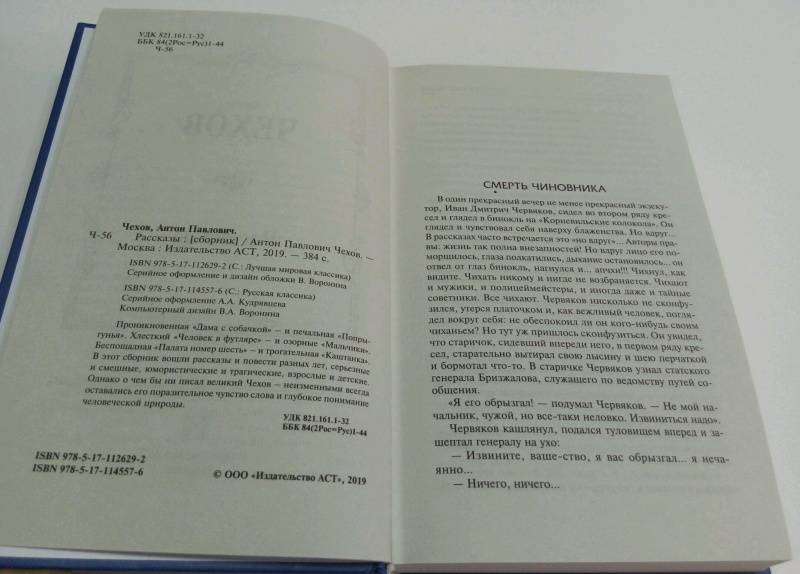 УДК 821.161.1-32
ББК 84(2Рос=Рус)1-44
Ч-56
ЧЕХОВ
Чехов, Антон Павлович.
Ч-56 Рассказы : [сборник] / Антон Павлович Чехов. —
Москва : Издательство АСТ, 2019. — 384 с.
ISBN 978-5-17-112629-2 (С.: Лучшая мировая классика)
Серийное оформление и дизайн обложки В. Воронина
ISBN 978-5-17-114557-6 (С.: Русская классика)
Серийное оформление А.А. Кудрявцева
Компьютерный дизайн В.А. Воронина
Проникновенная «Дама с собачкой» — и печальная «Попры-
гунья». Хлесткий «Человек в футляре» — и озорные «Мальчики».
Беспощадная «Палата номер шесть» — и трогательная «Каштанка».
В этот сборник вошли рассказы и повести разных лет, серьезные
и смешные, юмористические и трагические, взрослые и детские.
Однако о чем бы ни писал великий Чехов — неизменными всегда
оставались его поразительное чувство слова и глубокое понимание
человеческой природы.
УДК 821.161.1-32
ББК 84(2Рос=Рус)1-44
ISBN 978-5-17-112629-2
ISBN 978-5-17-114557-6
© ООО «Издательство АСТ», 2019
СМЕРТЬ ЧИНОВНИКА
В один прекрасный вечер не менее прекрасный экзеку-
тор, Иван Дмитрич Червяков, сидел во втором ряду кре-
сел и глядел в бинокль на «Корневильские колокола». Он
глядел и чувствовал себя наверху блаженства. Но вдруг...
В рассказах часто встречается это «но вдруг»... Авторы пра-
вы: жизнь так полна внезапностей! Но вдруг лицо его по-
морщилось, глаза подкатились, дыхание остановилось... он
отвел от глаз бинокль, нагнулся и... апчхи!!! Чихнул, как
видите. Чихать никому и нигде не возбраняется. Чихают
и мужики, и полицеймейстеры, и иногда даже и тайные
советники. Все чихают. Червяков нисколько не сконфу-
зился, утерся платочком и, как вежливый человек, погля-
дел вокруг себя: не обеспокоил ли он кого-нибудь своим
чиханьем? Но тут уж пришлось сконфузиться. Он увидел,
что старичок, сидевший впереди него, в первом ряду кре-
сел, старательно вытирал свою лысину и шею перчаткой
и бормотал что-то. В старичке Червяков узнал статского
генерала Бризжалова, служащего по ведомству путей со-
общения.
«Я его обрызгал! — подумал Червяков. — Не мой на-
чальник, чужой, но все-таки неловко. Извиниться надо».
Червяков кашлянул, подался туловищем вперед и за-
шептал генералу на ухо:
— Извините, ваше-ство, я вас обрызгал... я неча-
янно...
— Ничего, ничего...